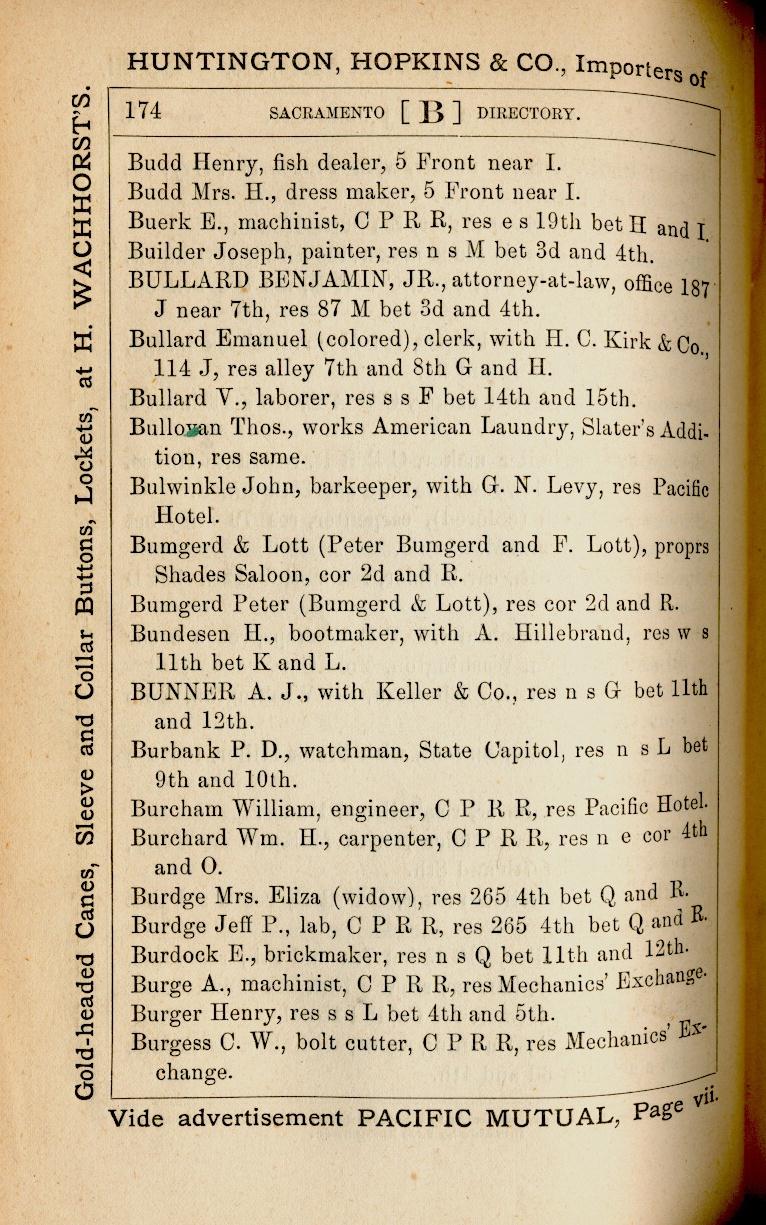 HUNTINGTON, HOPKINS & CO., Importers of
174 SACRAMENTO [ B ] DIRECTORY.
Budd Henry, fish dealer, 5 Front near I.
Budd Mrs. H., dress maker, 5 Front near I.
Buerk E., machinist, C P R R, res e s 19th bet H and I.
Builder Joseph, painter, res n s M bet 3d and 4th.
BULLARD BENJAMIN, JR., attorney-at-law, office 187
J near 7th, res 87 M bet 3d and 4th.
Bullard Emanuel (colored), clerk, with H. C. Kirk & Co.,
114 J, res alley 7th and 8th G and H.
Bullard V., laborer, res s s F bet 14th and 15th.
Bullovan Thos., works American Laundry, Slater's Addi-
tion, res same.
Bulwinkle John, barkeeper, with G. N. Levy, res Pacific
Hotel.
Bumgerd & Lott (Peter Bumgerd and F. Lott), proprs
Shades Saloon, cor 2d and R.
Bumgerd Peter (Bumgerd & Lott), res cor 2d and R.
Bundesen H., bootmaker, with A. Hillebrand, res w s
11th bet K and L.
BUNNER A. J., with Keller & Co., res n s G bet 11th
and 12th.
Burbank P. D., watchman, State Capitol, res n s L bet
9th and 10th.
Burcham William, engineer, C P R R, res Pacific Hotel.
Burchard Wm. H., carpenter, C P R R, res n e cor 4th
and O.
Burdge Mrs. Eliza (widow), res 265 4th bet Q and R.
Burdge Jeff P., lab, C P R R, res 265 4th bet Q and R.
Burdock E., brickmaker, res n s Q bet 11th and 12th.
Burge A., machinist, C P R R, res Mechanics' Exchange.
Burger Henry, res s s L bet 4th and 5th.
Burgess C. W., bolt cutter, C P R R, res Mechanics' Ex-
change.
Vide advertisement PACIFIC MUTUAL, Page vii.
Gold-headed Canes, Sleeve and Collar Buttons, Lockets, at H. WACHHORST'S.